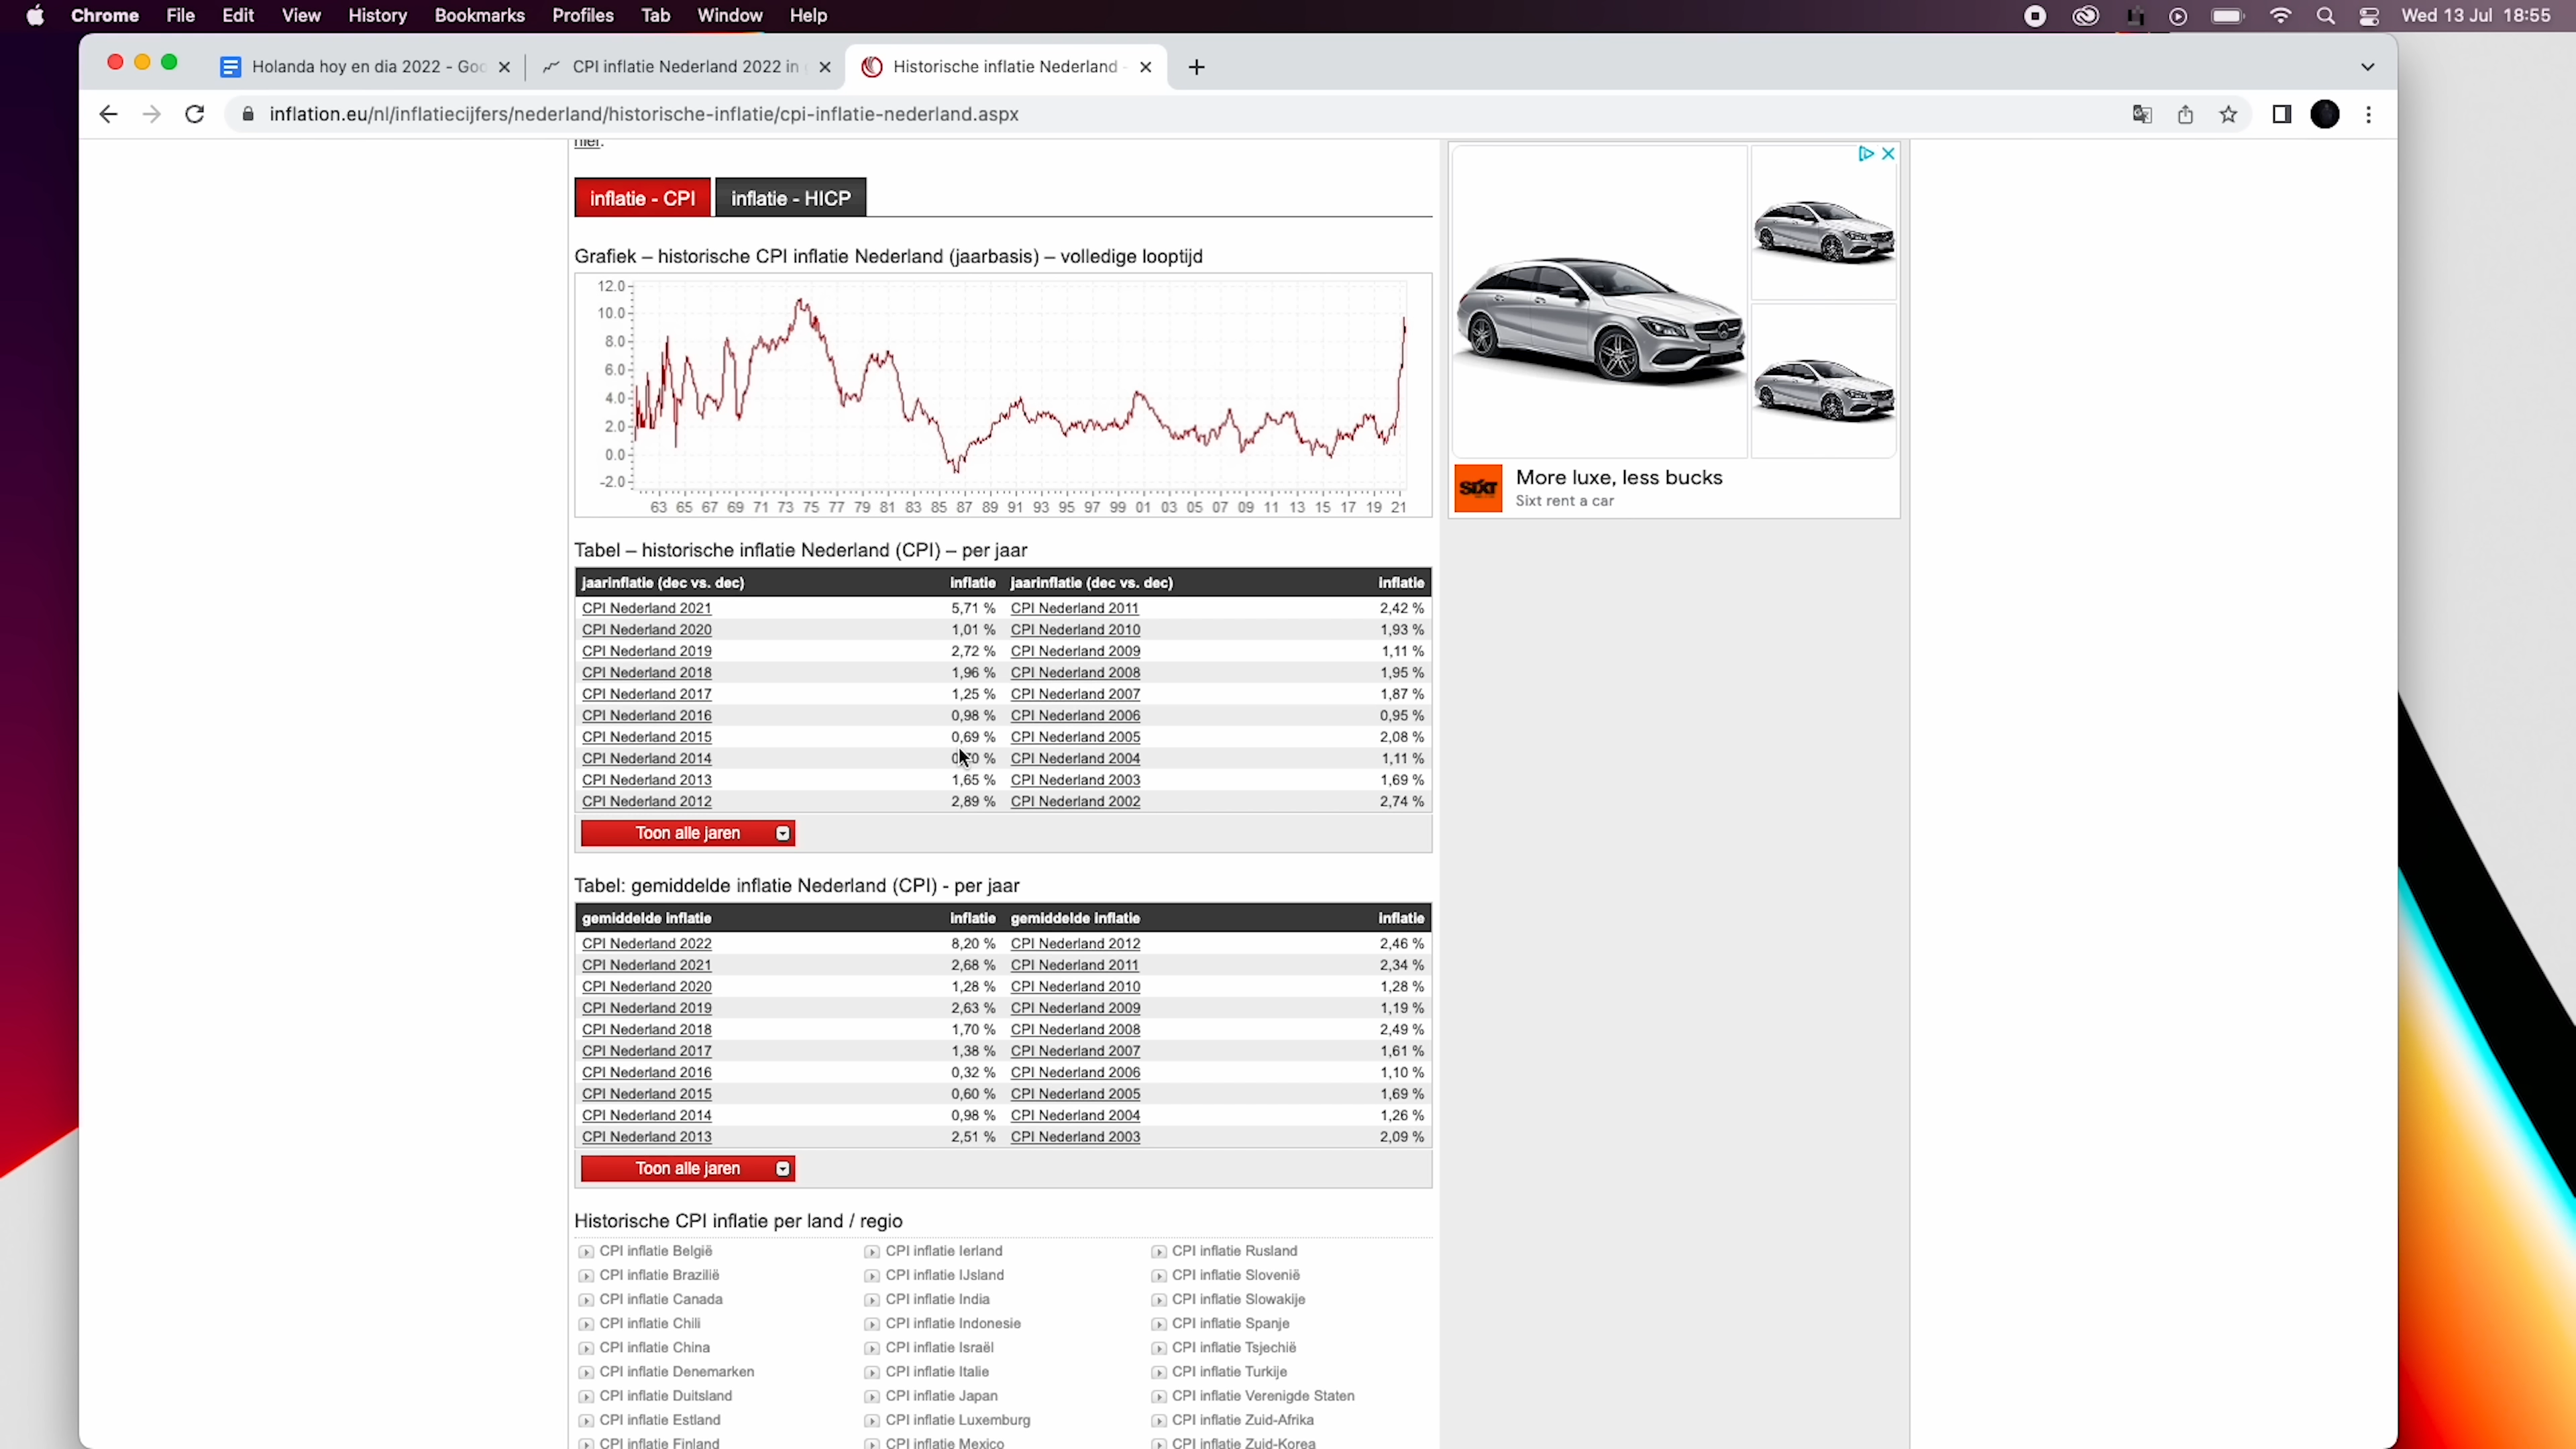 Chrome File Edit View History Bookmarks Profiles Tab Window Help Wed 13 Jul 18:55
Holanda hoy en dia 2022 - Goo CPI inflatie Nederland 2022 in Historische inflatie Nederland -
inflation.eu/nl/inflatiecijfers/nederland/historische-inflatie/cpi-inflatie-nederland.aspx
hier.
inflatie - CPI inflatie - HICP
Grafiek – historische CPI inflatie Nederland (jaarbasis) – volledige looptijd
12.0
10.0
8.0
6.0
4.0
2.0
0.0
-2.0
63 65 67 69 71 73 75 77 79 81 83 85 87 89 91 93 95 97 99 01 03 05 07 09 11 13 15 17 19 21
SIXT
More luxe, less bucks
Sixt rent a car
Tabel – historische inflatie Nederland (CPI) – per jaar
jaarinflatie (dec vs. dec) inflatie jaarinflatie (dec vs. dec) inflatie
CPI Nederland 2021 5,71 % CPI Nederland 2011 2,42 %
CPI Nederland 2020 1,01 % CPI Nederland 2010 1,93 %
CPI Nederland 2019 2,72 % CPI Nederland 2009 1,11 %
CPI Nederland 2018 1,96 % CPI Nederland 2008 1,95 %
CPI Nederland 2017 1,25 % CPI Nederland 2007 1,87 %
CPI Nederland 2016 0,98 % CPI Nederland 2006 0,95 %
CPI Nederland 2015 0,69 % CPI Nederland 2005 2,08 %
CPI Nederland 2014 % CPI Nederland 2004 1,11 %
CPI Nederland 2013 1,65 % CPI Nederland 2003 1,69 %
CPI Nederland 2012 2,89 % CPI Nederland 2002 2,74 %
Toon alle jaren
Tabel: gemiddelde inflatie Nederland (CPI) - per jaar
gemiddelde inflatie inflatie gemiddelde inflatie inflatie
CPI Nederland 2022 8,20 % CPI Nederland 2012 2,46 %
CPI Nederland 2021 2,68 % CPI Nederland 2011 2,34 %
CPI Nederland 2020 1,28 % CPI Nederland 2010 1,28 %
CPI Nederland 2019 2,63 % CPI Nederland 2009 1,19 %
CPI Nederland 2018 1,70 % CPI Nederland 2008 2,49 %
CPI Nederland 2017 1,38 % CPI Nederland 2007 1,61 %
CPI Nederland 2016 0,32 % CPI Nederland 2006 1,10 %
CPI Nederland 2015 0,60 % CPI Nederland 2005 1,69 %
CPI Nederland 2014 0,98 % CPI Nederland 2004 1,26 %
CPI Nederland 2013 2,51 % CPI Nederland 2003 2,09 %
Toon alle jaren
Historische CPI inflatie per land / regio
CPI inflatie België CPI inflatie Ierland CPI inflatie Rusland
CPI inflatie Brazilië CPI inflatie IJsland CPI inflatie Slovenië
CPI inflatie Canada CPI inflatie India CPI inflatie Slowakije
CPI inflatie Chili CPI inflatie Indonesie CPI inflatie Spanje
CPI inflatie China CPI inflatie Israël CPI inflatie Tsjechië
CPI inflatie Denemarken CPI inflatie Italie CPI inflatie Turkije
CPI inflatie Duitsland CPI inflatie Japan CPI inflatie Verenigde Staten
CPI inflatie Estland CPI inflatie Luxemburg CPI inflatie Zuid-Afrika
CPI inflatie Finland CPI inflatie Mexico CPI inflatie Zuid-Korea